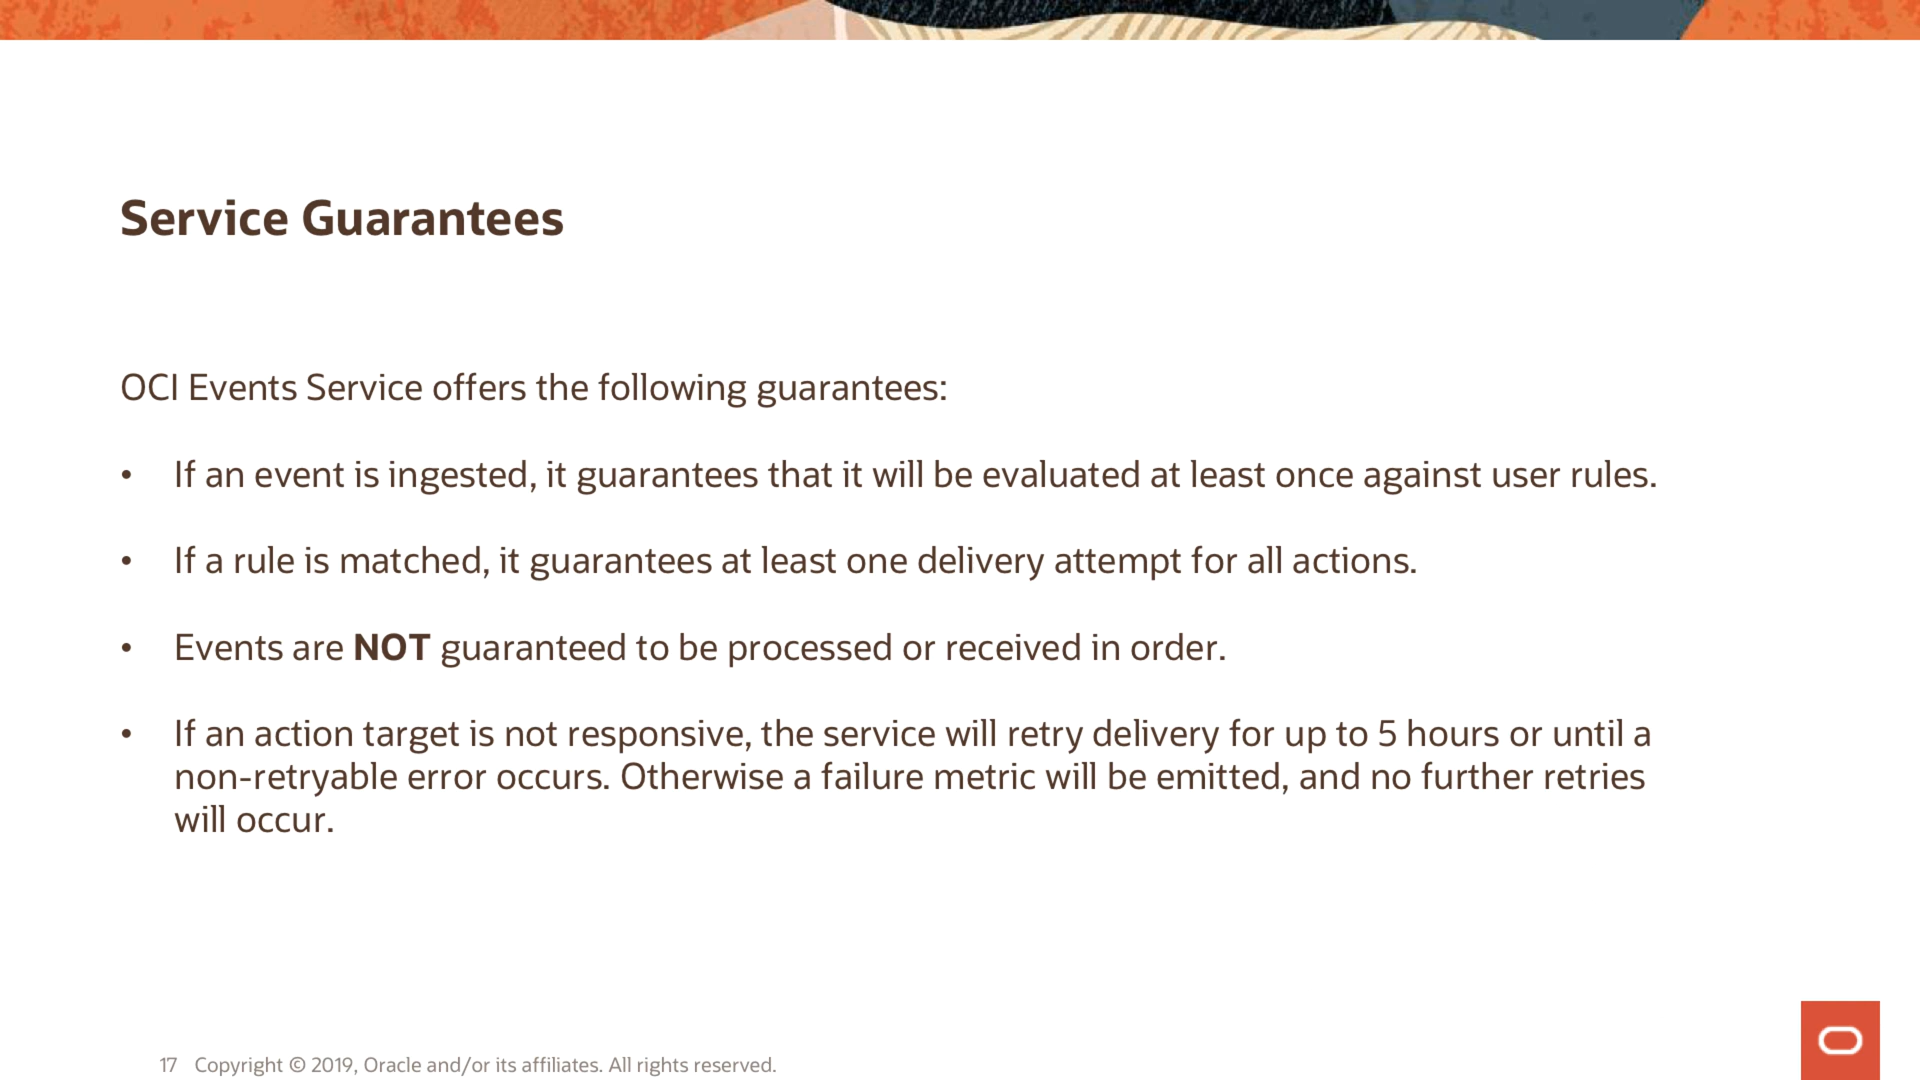 Service Guarantees
OCI Events Service offers the following guarantees:
• If an event is ingested, it guarantees that it will be evaluated at least once against user rules.
• If a rule is matched, it guarantees at least one delivery attempt for all actions.
• Events are NOT guaranteed to be processed or received in order.
• If an action target is not responsive, the service will retry delivery for up to 5 hours or until a
non-retryable error occurs. Otherwise a failure metric will be emitted, and no further retries
will occur.
17 Copyright © 2019, Oracle and/or its affiliates. All rights reserved.